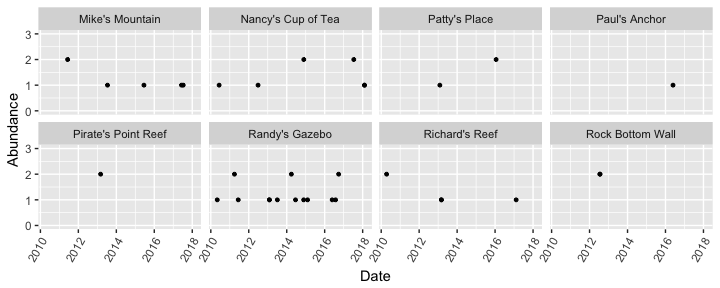 Mike's Mountain Nancy's Cup of Tea Patty's Place Paul's Anchor
3
2
1
0
Abundance
Pirate's Point Reef Randy's Gazebo Richard's Reef Rock Bottom Wall
3
2
1
0
2010 2012 2014 2016 2018 2010 2012 2014 2016 2018 2010 2012 2014 2016 2018 2010 2012 2014 2016 2018
Date